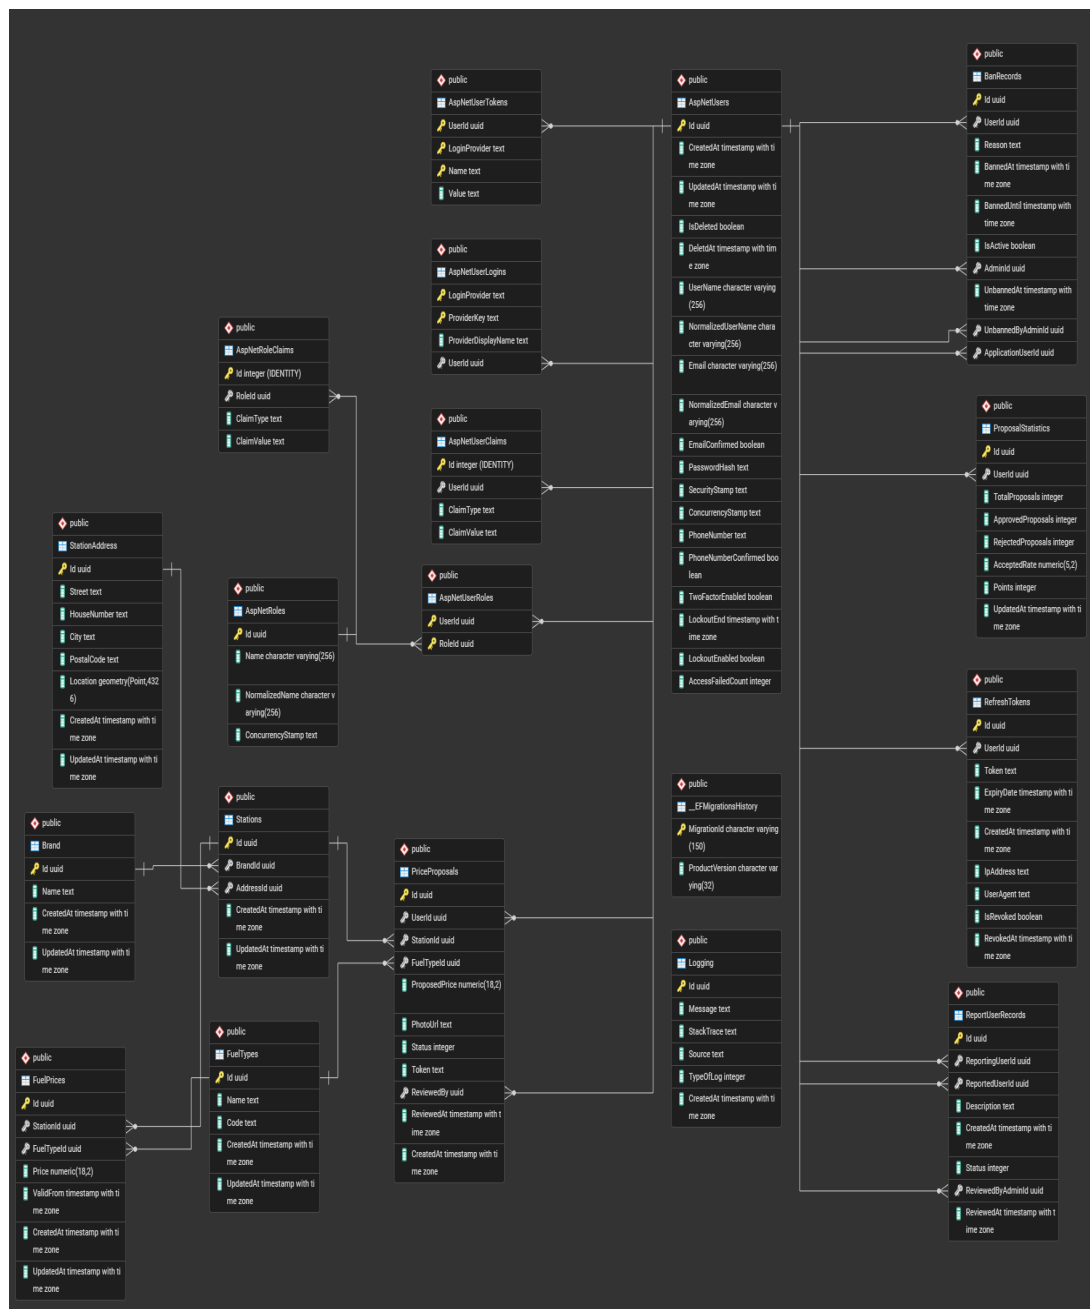 public
AspNetUserTokens
UserId uuid
LoginProvider text
Name text
Value text
public
AspNetUserLogins
LoginProvider text
ProviderKey text
ProviderDisplayName text
UserId uuid
public
AspNetRoleClaims
Id integer (IDENTITY)
RoleId uuid
ClaimType text
ClaimValue text
public
AspNetUserClaims
Id integer (IDENTITY)
UserId uuid
ClaimType text
ClaimValue text
public
AspNetUserRoles
UserId uuid
RoleId uuid
public
AspNetRoles
Id uuid
Name character varying(256)
NormalizedName character v
arying(256)
ConcurrencyStamp text
public
StationAddress
Id uuid
Street text
HouseNumber text
City text
PostalCode text
Location geometry(Point,432
6)
CreatedAt timestamp with ti
me zone
UpdatedAt timestamp with ti
me zone
public
Brand
Id uuid
Name text
CreatedAt timestamp with ti
me zone
UpdatedAt timestamp with ti
me zone
public
Stations
Id uuid
BrandId uuid
AddressId uuid
CreatedAt timestamp with ti
me zone
UpdatedAt timestamp with ti
me zone
public
FuelPrices
Id uuid
StationId uuid
FuelTypeId uuid
Price numeric(18,2)
ValidFrom timestamp with ti
me zone
CreatedAt timestamp with ti
me zone
UpdatedAt timestamp with ti
me zone
public
FuelTypes
Id uuid
Name text
Code text
CreatedAt timestamp with ti
me zone
UpdatedAt timestamp with ti
me zone
public
PriceProposals
Id uuid
UserId uuid
StationId uuid
FuelTypeId uuid
ProposedPrice numeric(18,2)
PhotoUrl text
Status integer
Token text
ReviewedBy uuid
ReviewedAt timestamp with t
ime zone
CreatedAt timestamp with ti
me zone
public
AspNetUsers
Id uuid
CreatedAt timestamp with ti
me zone
UpdatedAt timestamp with ti
me zone
IsDeleted boolean
DeletdAt timestamp with tim
e zone
UserName character varying
(256)
NormalizedUserName chara
cter varying(256)
Email character varying(256)
NormalizedEmail character v
arying(256)
EmailConfirmed boolean
PasswordHash text
SecurityStamp text
ConcurrencyStamp text
PhoneNumber text
PhoneNumberConfirmed boo
lean
TwoFactorEnabled boolean
LockoutEnd timestamp with t
ime zone
LockoutEnabled boolean
AccessFailedCount integer
public
__EFMigrationsHistory
MigrationId character varying
(150)
ProductVersion character var
ying(32)
public
Logging
Id uuid
Message text
StackTrace text
Source text
TypeOfLog integer
CreatedAt timestamp with ti
me zone
public
BanRecords
Id uuid
UserId uuid
Reason text
BannedAt timestamp with ti
me zone
BannedUntil timestamp with
time zone
IsActive boolean
AdminId uuid
UnbannedAt timestamp with
time zone
UnbannedByAdminId uuid
ApplicationUserId uuid
public
ProposalStatistics
Id uuid
UserId uuid
TotalProposals integer
ApprovedProposals integer
RejectedProposals integer
AcceptedRate numeric(5,2)
Points integer
UpdatedAt timestamp with ti
me zone
public
RefreshTokens
Id uuid
UserId uuid
Token text
ExpiryDate timestamp with ti
me zone
CreatedAt timestamp with ti
me zone
IpAddress text
UserAgent text
IsRevoked boolean
RevokedAt timestamp with ti
me zone
public
ReportUserRecords
Id uuid
ReportingUserId uuid
ReportedUserId uuid
Description text
CreatedAt timestamp with ti
me zone
Status integer
ReviewedByAdminId uuid
ReviewedAt timestamp with t
ime zone